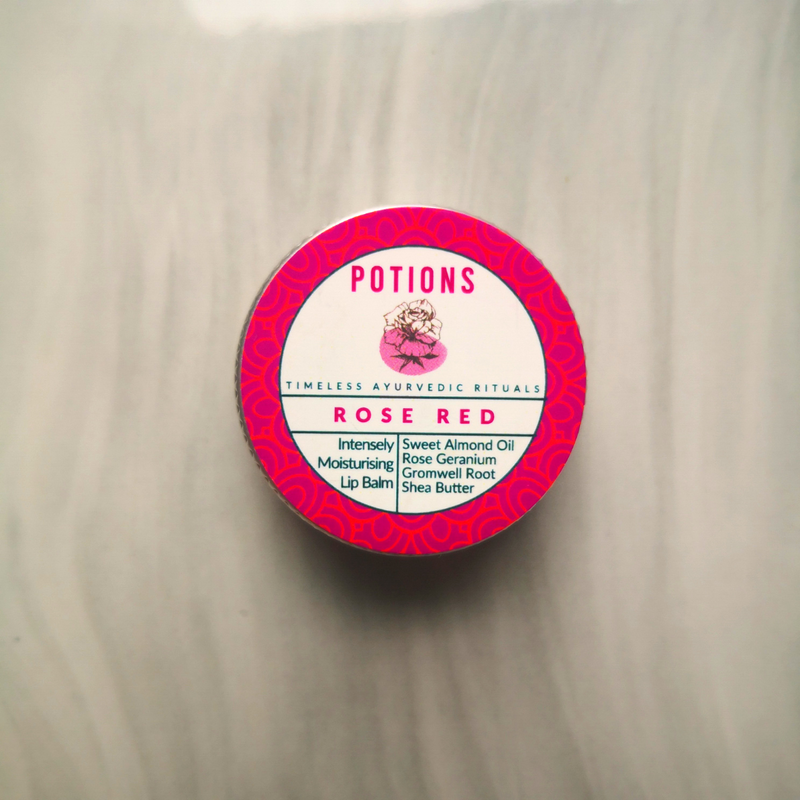 POTIONS
TIMELESS AYURVEDIC RITUALS
ROSE RED
Intensely
Moisturising
Lip Balm
Sweet Almond Oil
Rose Geranium
Gromwell Root
Shea Butter